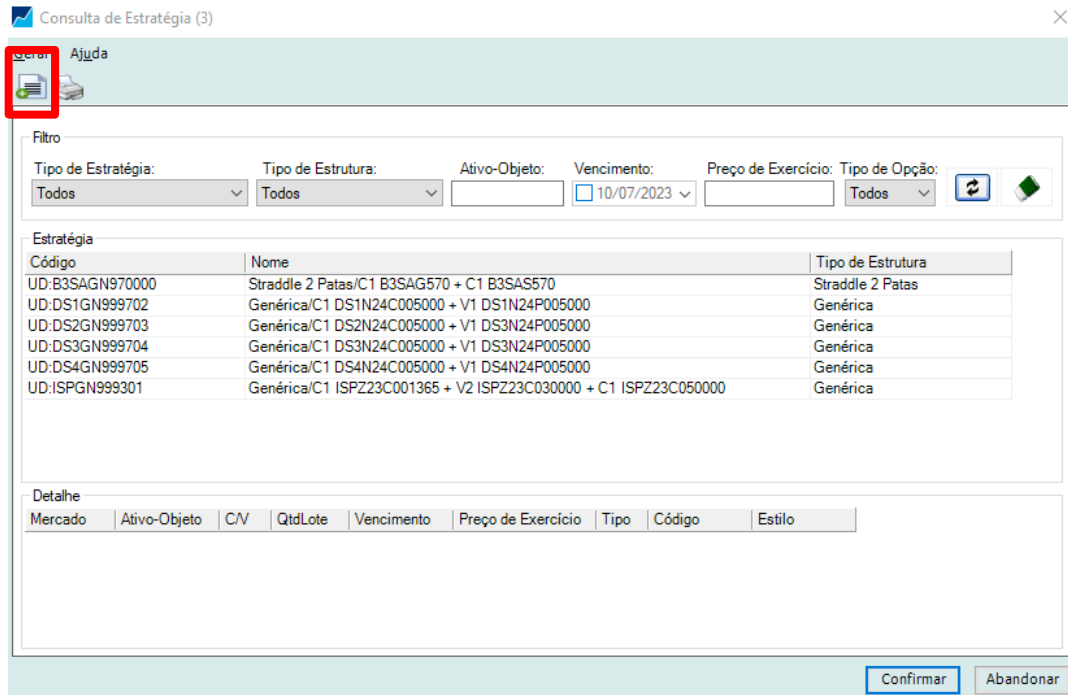 Consulta de Estratégia (3)
Geral Ajuda
Filtro
Tipo de Estratégia: Tipo de Estrutura: Ativo-Objeto: Vencimento: Preço de Exercício: Tipo de Opção:
Todos Todos 10/07/2023 Todos
Estratégia
Código Nome Tipo de Estrutura
UD:B3SAGN970000 Straddle 2 Patas/C1 B3SAG570 + C1 B3SAS570 Straddle 2 Patas
UD:DS1GN999702 Genérica/C1 DS1N24C005000 + V1 DS1N24P005000 Genérica
UD:DS2GN999703 Genérica/C1 DS2N24C005000 + V1 DS3N24P005000 Genérica
UD:DS3GN999704 Genérica/C1 DS3N24C005000 + V1 DS3N24P005000 Genérica
UD:DS4GN999705 Genérica/C1 DS4N24C005000 + V1 DS4N24P005000 Genérica
UD:ISPGN999301 Genérica/C1 ISPZ23C001365 + V2 ISPZ23C030000 + C1 ISPZ23C050000 Genérica
Detalhe
Mercado Ativo-Objeto C/V QtdLote Vencimento Preço de Exercício Tipo Código Estilo
Confirmar Abandonar